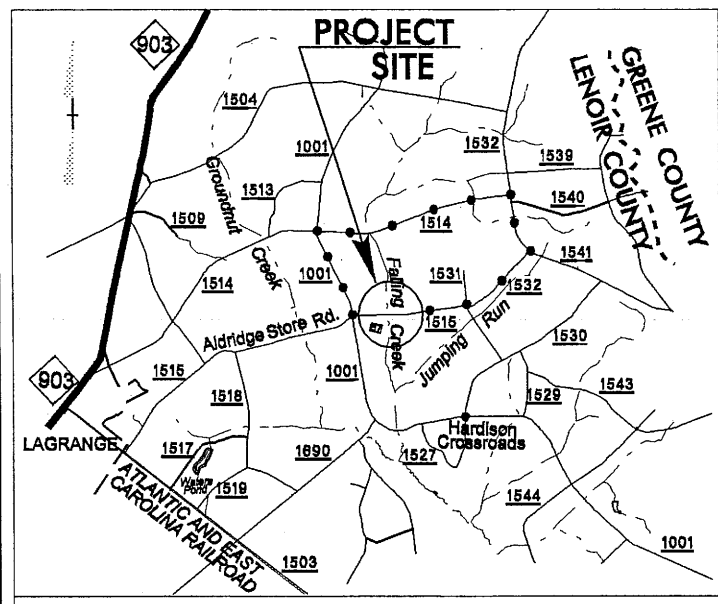 903
PROJECT
SITE
GREENE COUNTY
LENOIR COUNTY
1504
1001
1532
1539
Groundnut
Creek
1513
1540
1509
1514
1541
1514
1001
Falling
Creek
1531
1532
Aldridge Store Rd.
1515
Jumping Run
1530
903
1515
1001
1518
1529
1543
LAGRANGE
Hardison
Crossroads
1517
1690
1527
Waters
Pond
1519
1544
ATLANTIC AND EAST
CAROLINA RAILROAD
1503
1001